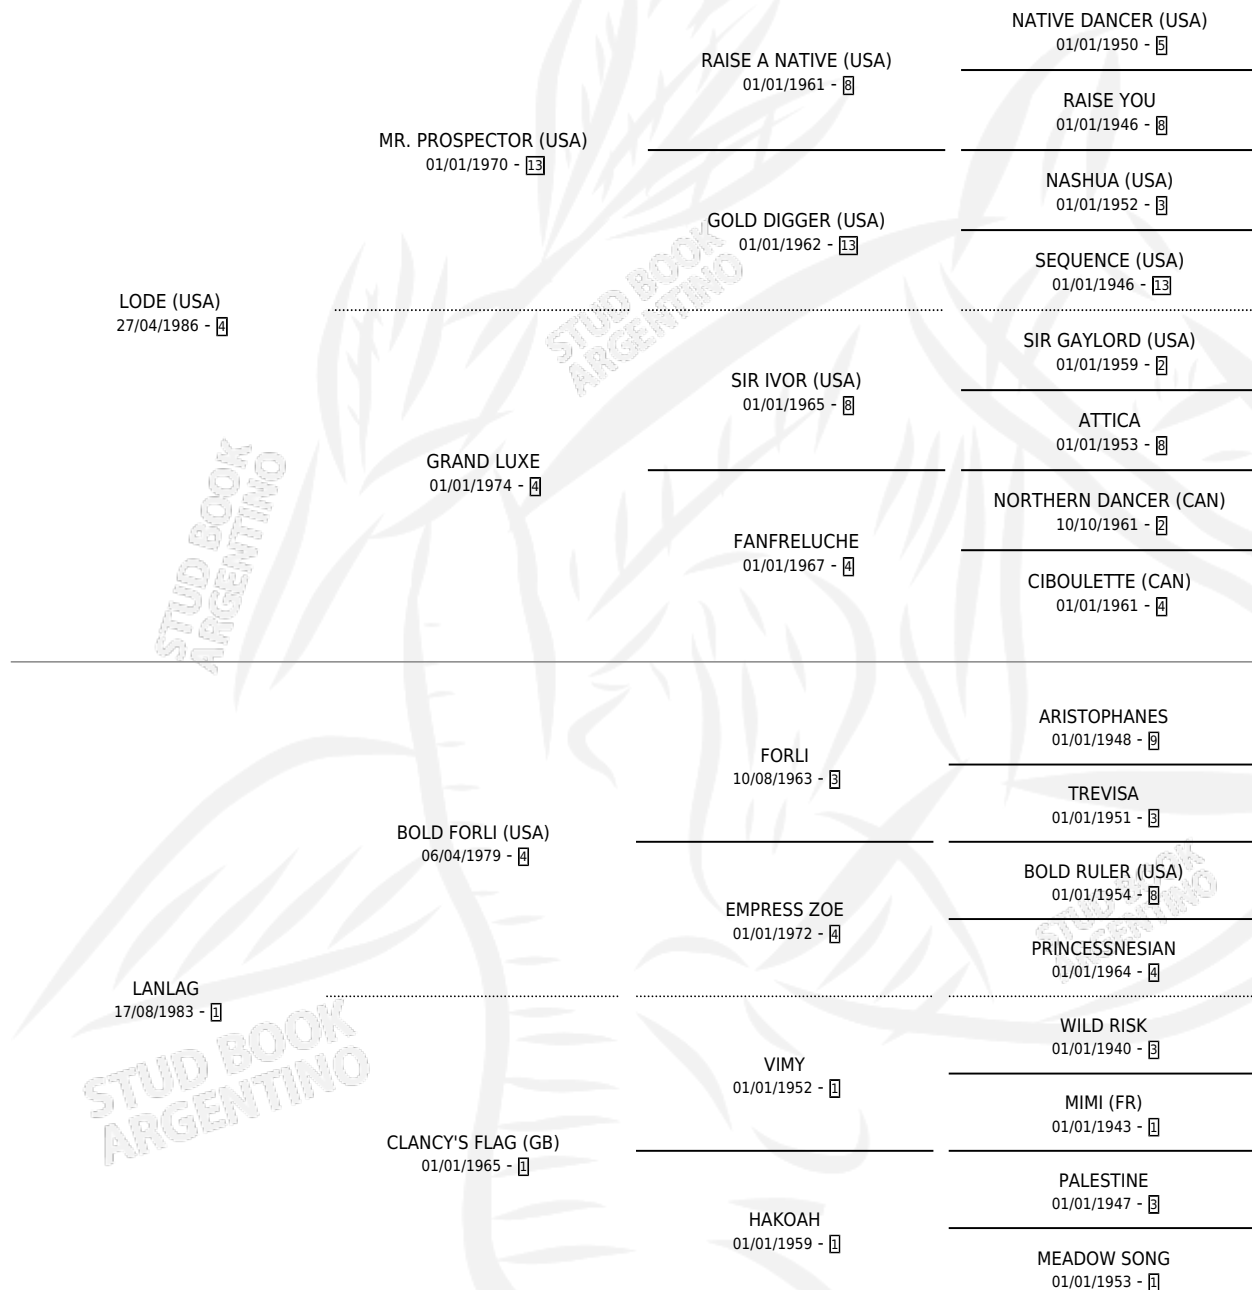 NATIVE DANCER (USA)
01/01/1950 - 5
RAISE A NATIVE (USA)
01/01/1961 - 8
RAISE YOU
01/01/1946 - 8
MR. PROSPECTOR (USA)
01/01/1970 - 13
NASHUA (USA)
01/01/1952 - 3
GOLD DIGGER (USA)
01/01/1962 - 13
SEQUENCE (USA)
01/01/1946 - 13
LODE (USA)
27/04/1986 - 4
STUD BOOK
ARGENTINO
SIR GAYLORD (USA)
01/01/1959 - 2
SIR IVOR (USA)
01/01/1965 - 8
ATTICA
01/01/1953 - 8
GRAND LUXE
01/01/1974 - 4
NORTHERN DANCER (CAN)
10/10/1961 - 2
FANFRELUCHE
01/01/1967 - 4
CIBOULETTE (CAN)
01/01/1961 - 4
STUD BOOK
ARGENTINO
ARISTOPHANES
01/01/1948 - 9
FORLI
10/08/1963 - 3
TREVISA
01/01/1951 - 3
BOLD FORLI (USA)
06/04/1979 - 4
BOLD RULER (USA)
01/01/1954 - 8
EMPRESS ZOE
01/01/1972 - 4
STUD BOOK
ARGENTINO
PRINCESSNESIAN
01/01/1964 - 4
LANLAG
17/08/1983 - 1
WILD RISK
01/01/1940 - 3
VIMY
01/01/1952 - 1
STUD BOOK
ARGENTINO
MIMI (FR)
01/01/1943 - 1
CLANCY'S FLAG (GB)
01/01/1965 - 1
PALESTINE
01/01/1947 - 3
HAKOAH
01/01/1959 - 1
MEADOW SONG
01/01/1953 - 1